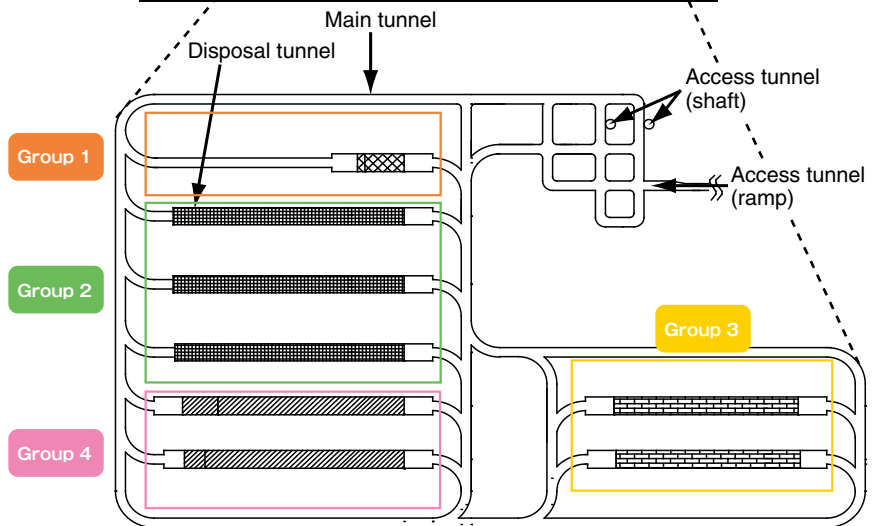 Main tunnel
Disposal tunnel
Access tunnel
(shaft)
Group 1
Access tunnel
(ramp)
Group 2
Group 3
Group 4